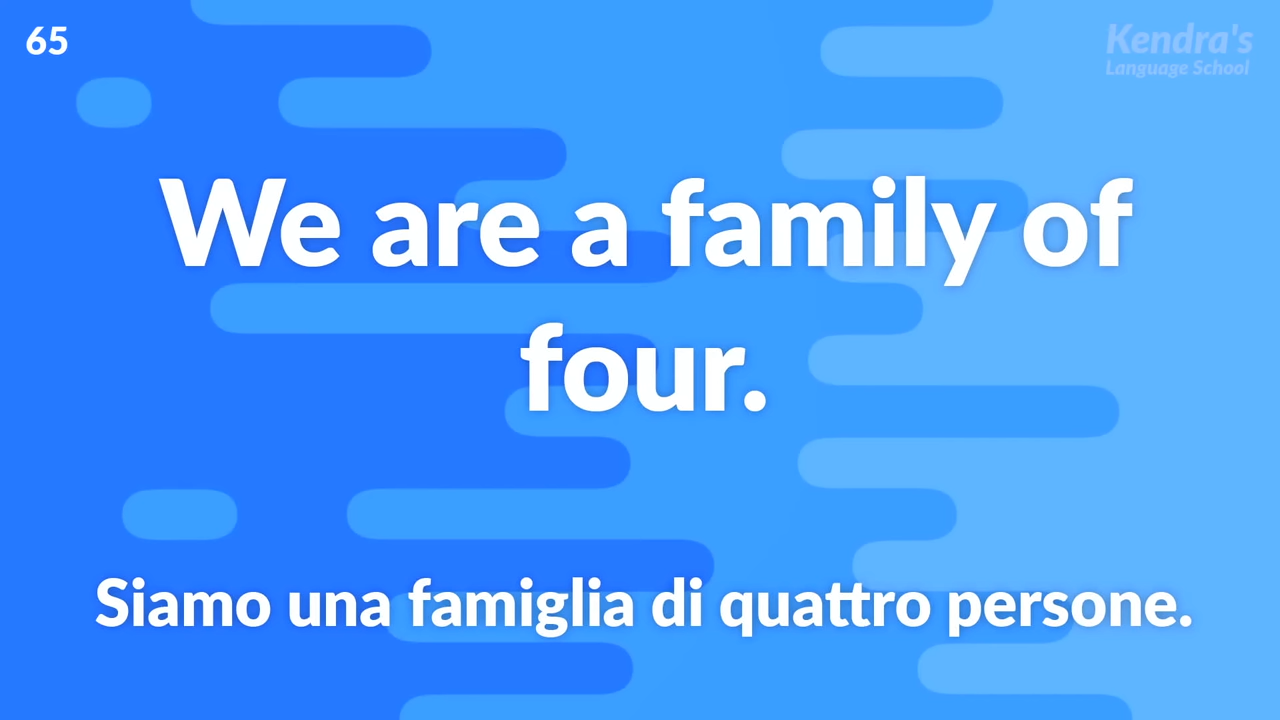 65
Kendra's
Language School
We are a family of
four.
Siamo una famiglia di quattro persone.